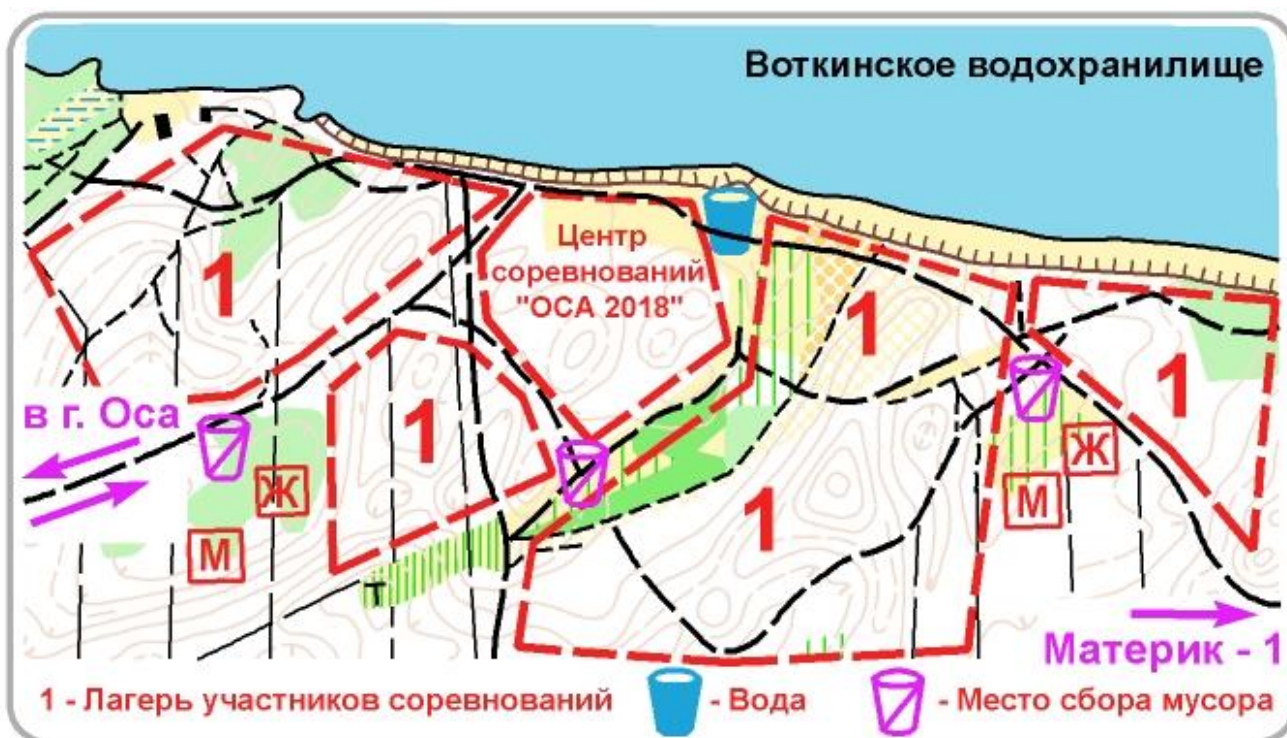 Воткинское водохранилище
Центр
соревнований
"ОСА 2018"
1
1
1
1
1
в г. Оса
Ж
М
Ж
М
Т
Материк - 1
1 - Лагерь участников соревнований
- Вода
- Место сбора мусора